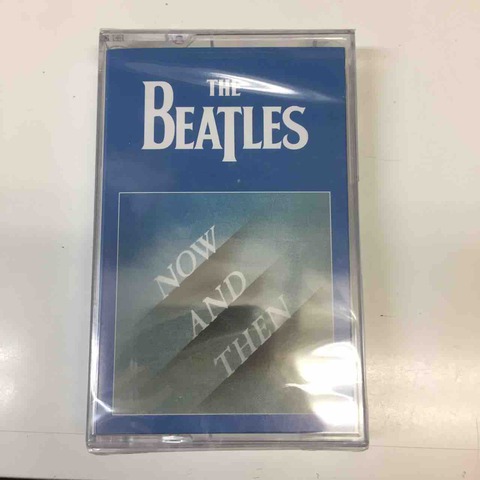 THE
BEATLES
NOW
AND
THEN